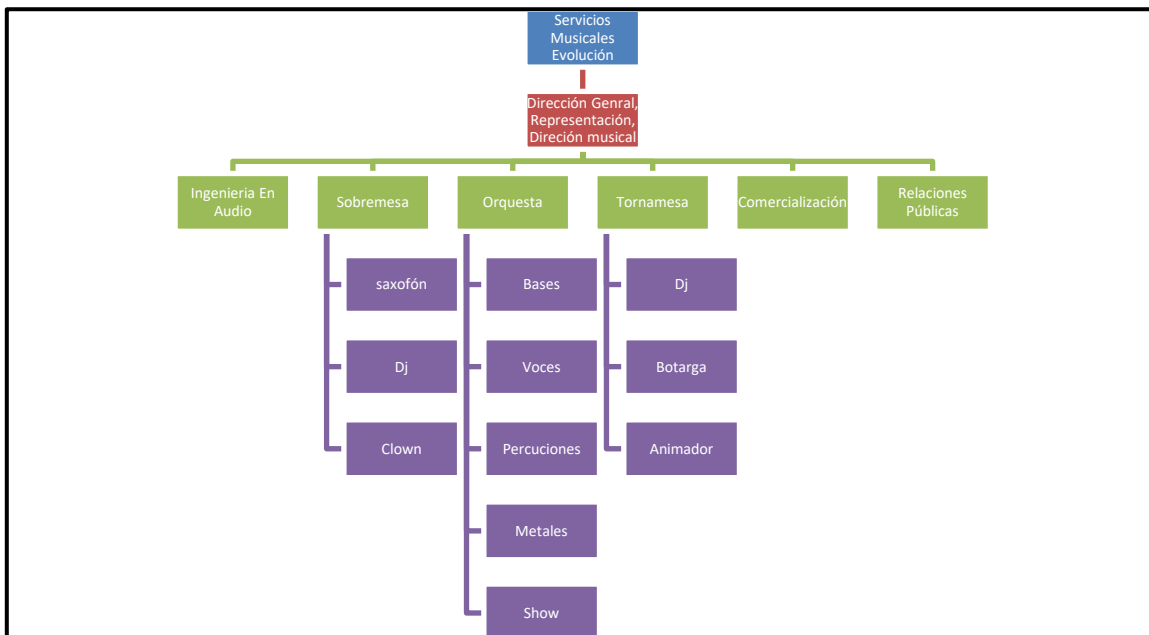 Servicios
Musicales
Evolución
Dirección Genral,
Representación,
Direción musical
Ingenieria En
Audio
Sobremesa
Orquesta
Tornamesa
Comercialización
Relaciones
Públicas
saxofón
Bases
Dj
Dj
Voces
Botarga
Clown
Percuciones
Animador
Metales
Show